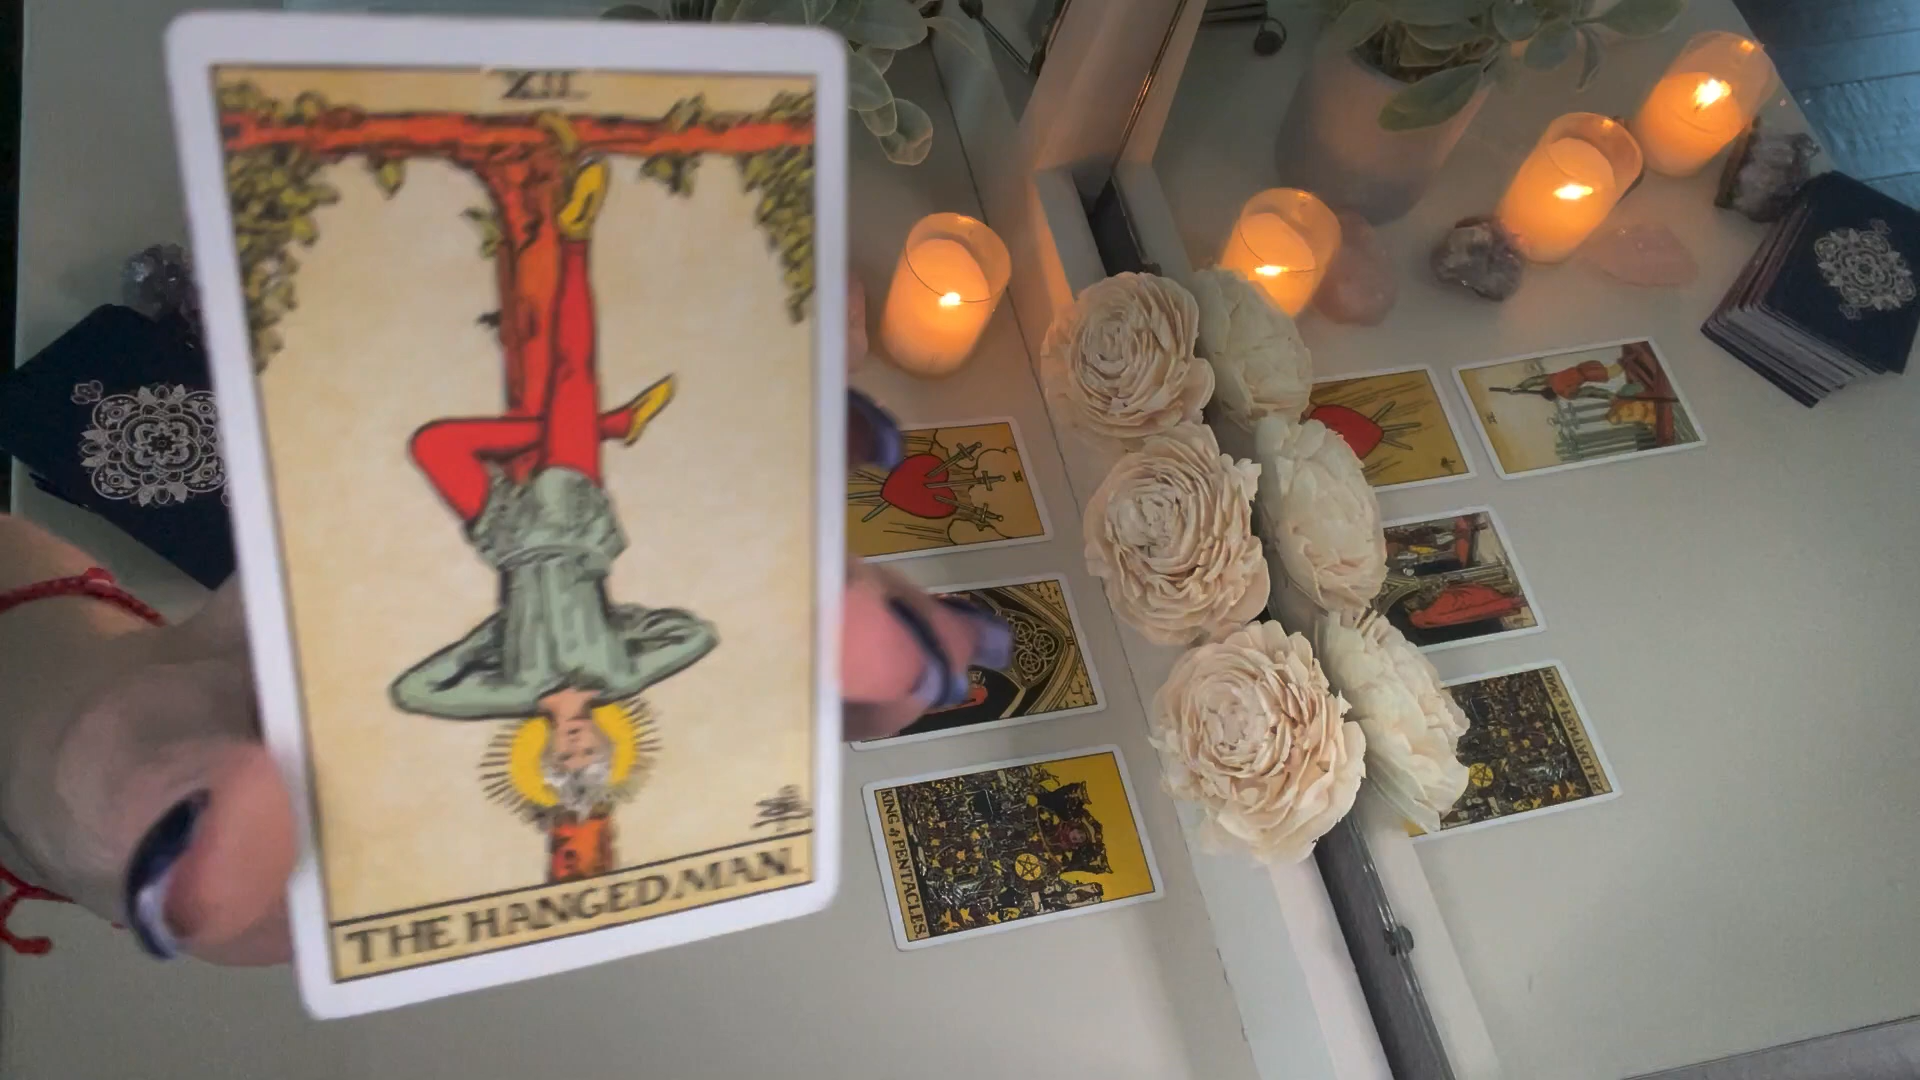 XII.
THE HANGED MAN.
KING of PENTACLES.